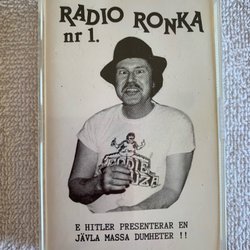 RADIO RONKA
nr 1.
E HITLER PRESENTERAR EN
JÄVLA MASSA DUMHETER !!